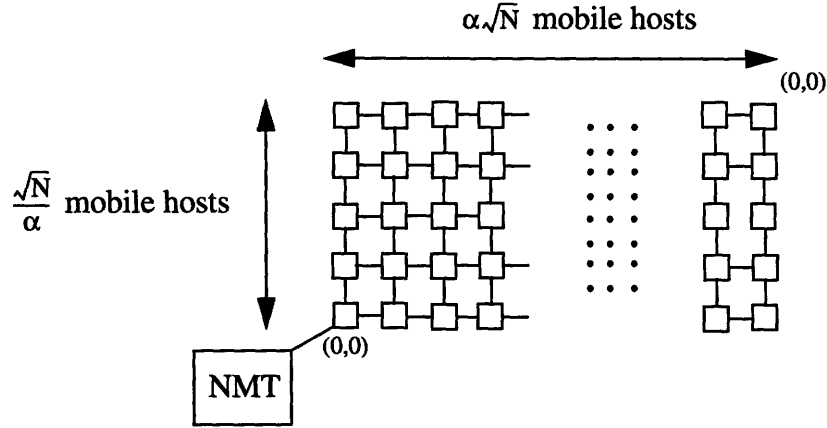 α√N mobile hosts
(0,0)
√N/α mobile hosts
(0,0)
NMT